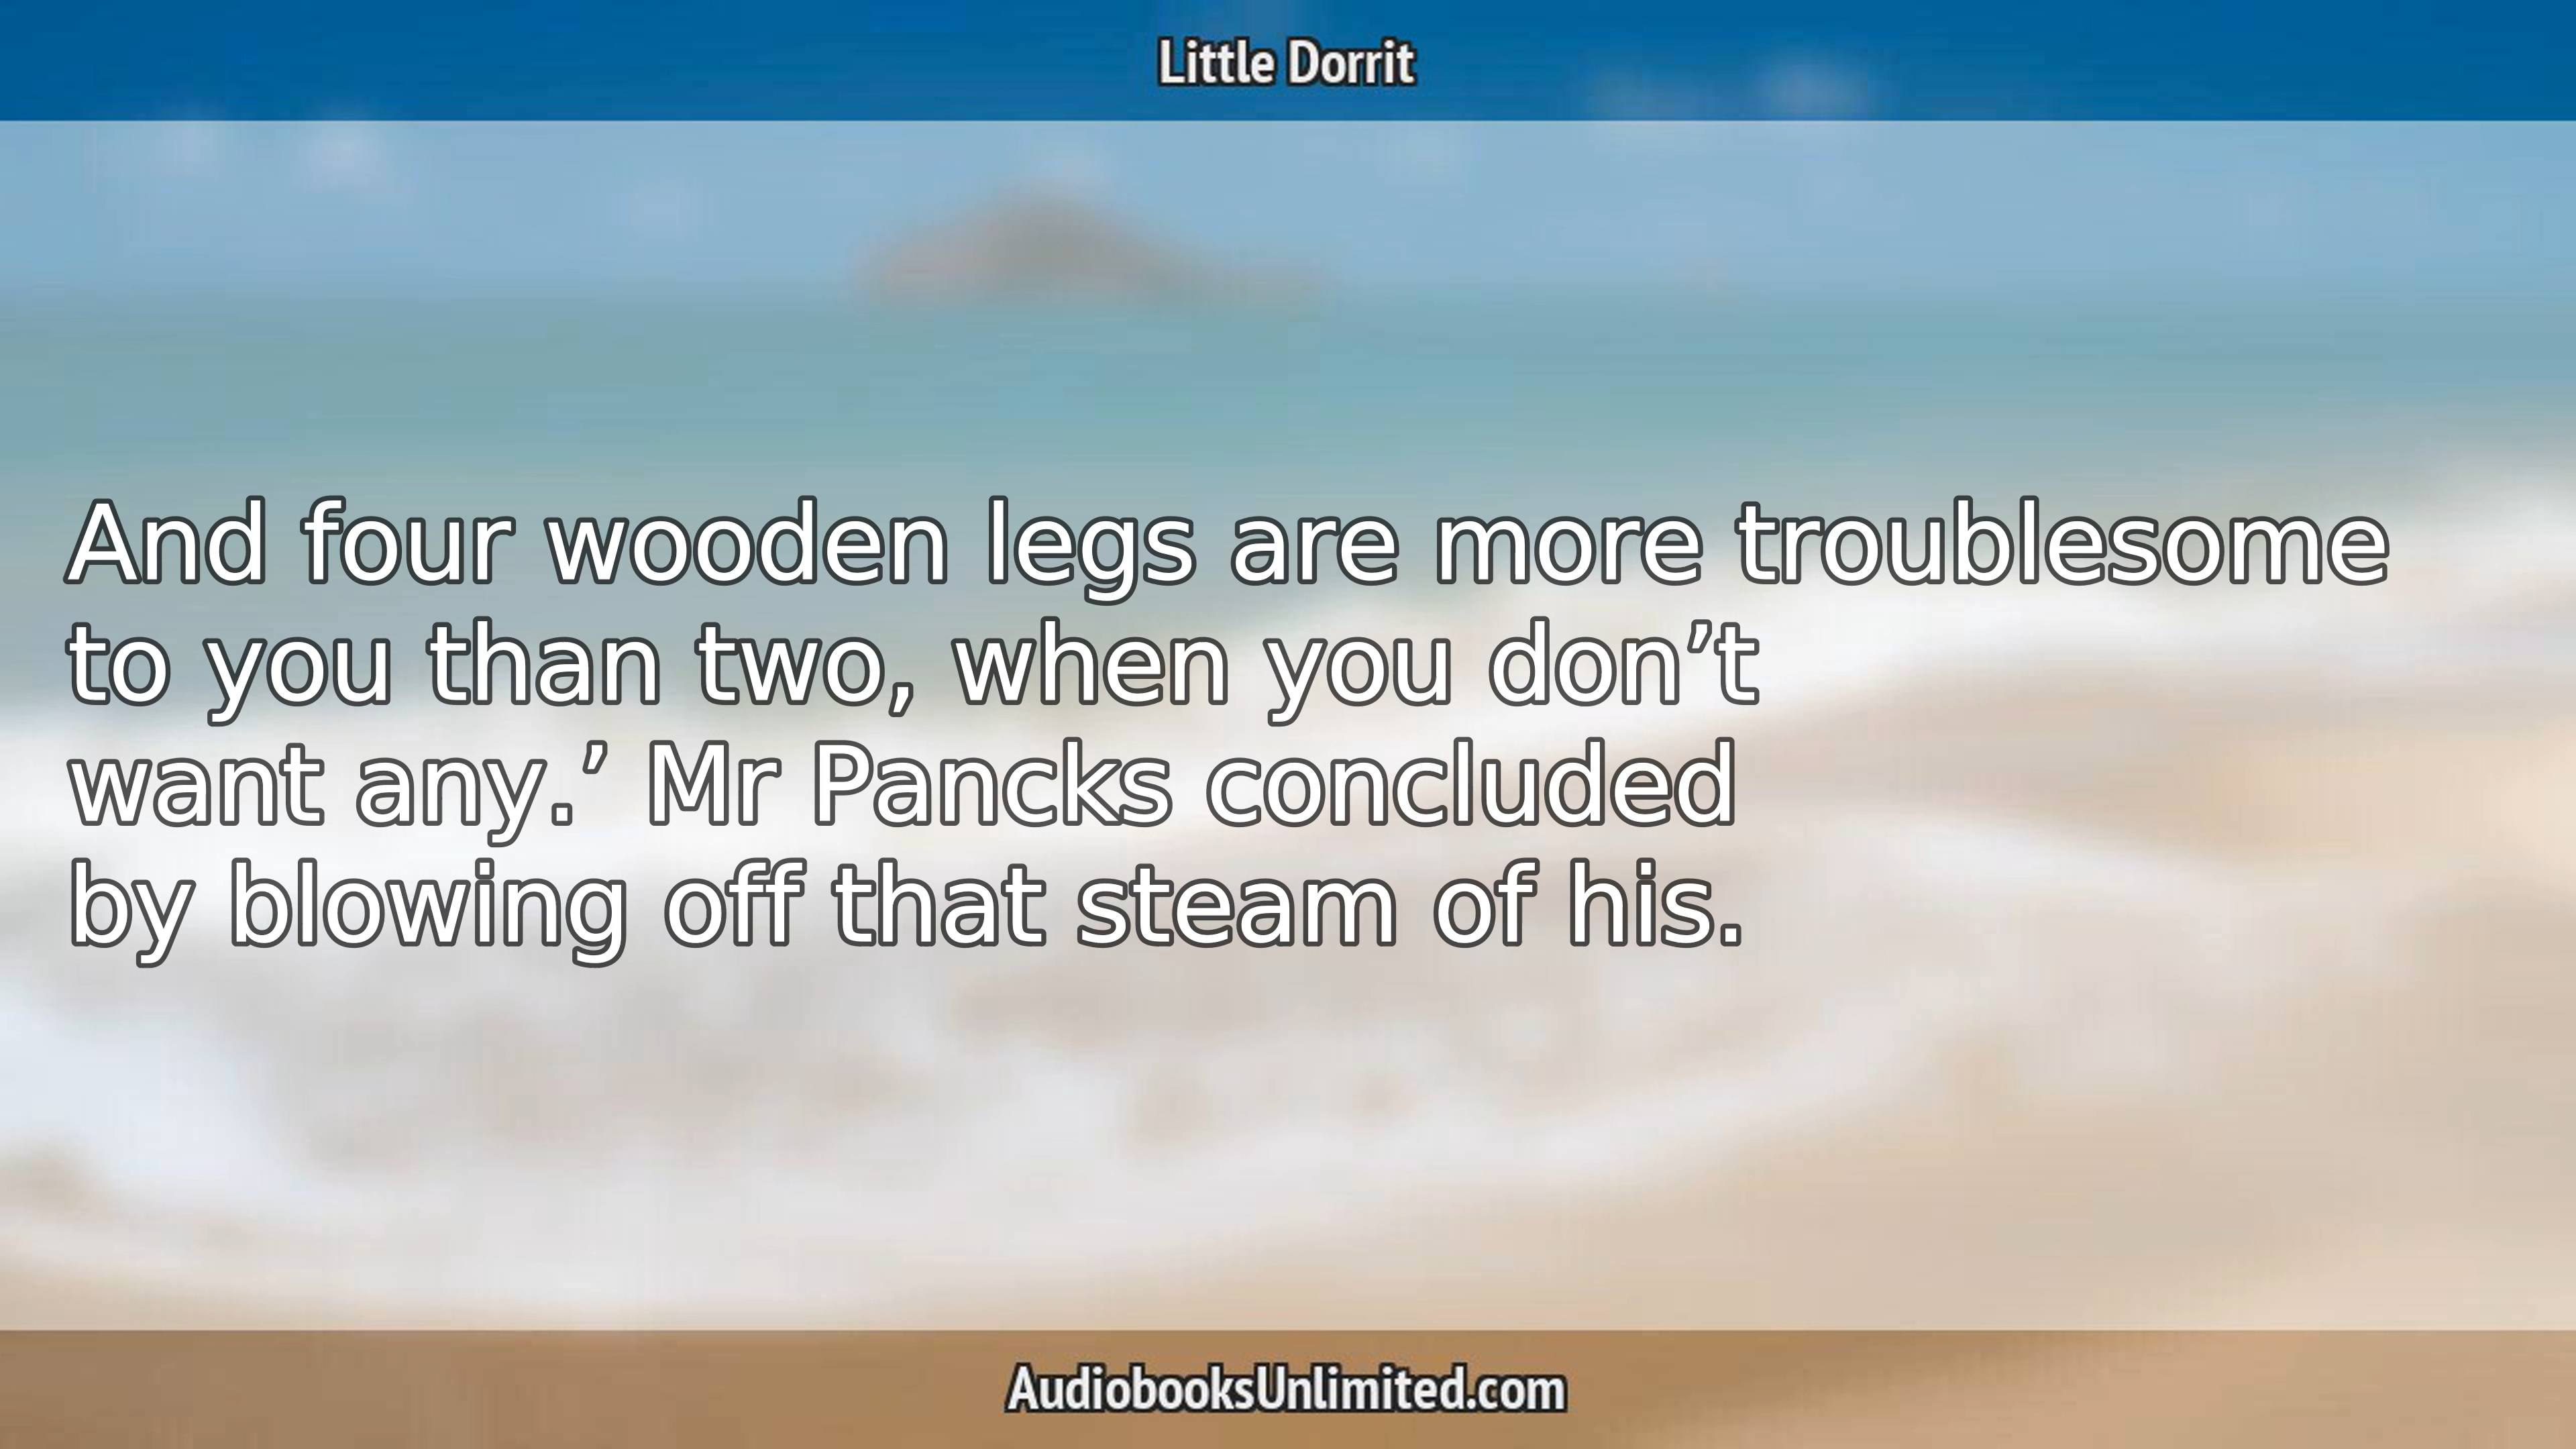 Little Dorrit
And four wooden legs are more troublesome
to you than two, when you don’t
want any.’ Mr Pancks concluded
by blowing off that steam of his.
AudiobooksUnlimited.com